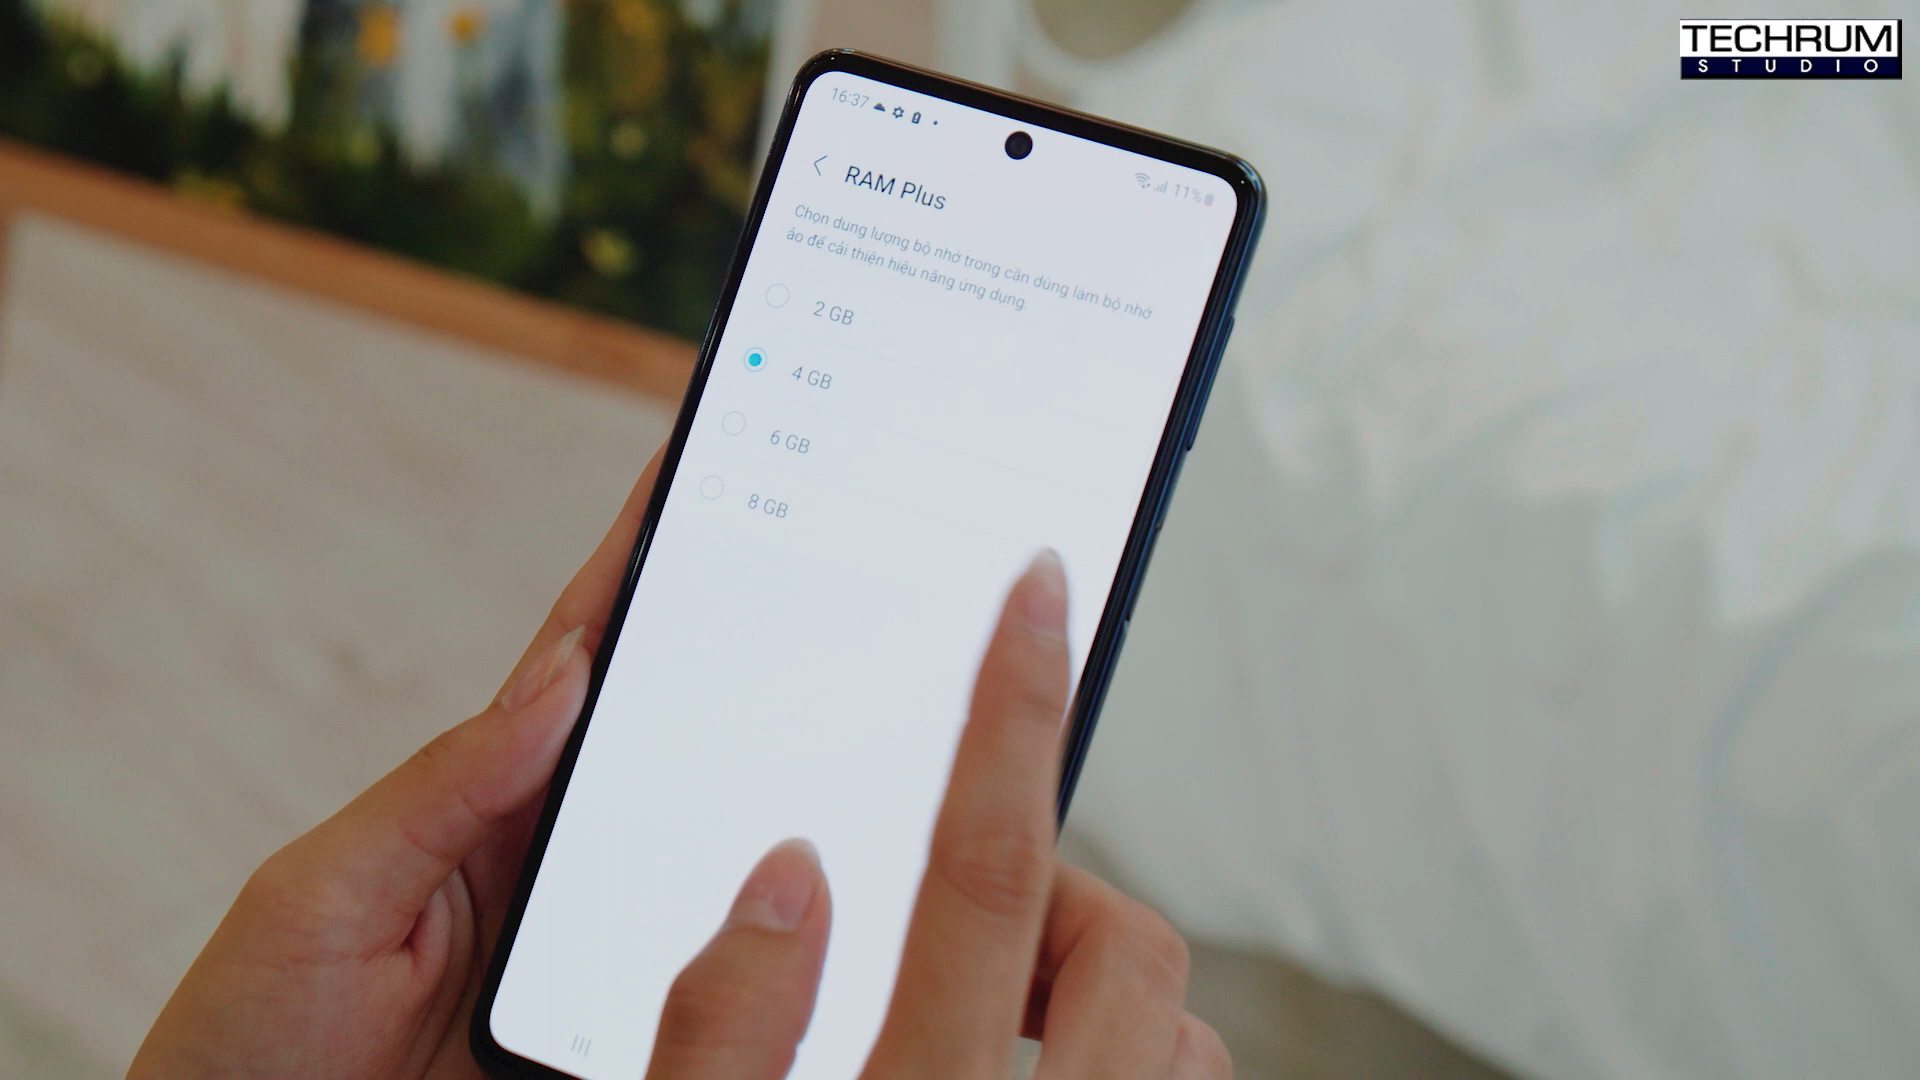 TECHRUM
STUDIO
16:37
11%
RAM Plus
Chọn dung lượng bộ nhớ trong cần dùng làm bộ nhớ
ảo để cải thiện hiệu năng ứng dụng.
2 GB
4 GB
6 GB
8 GB